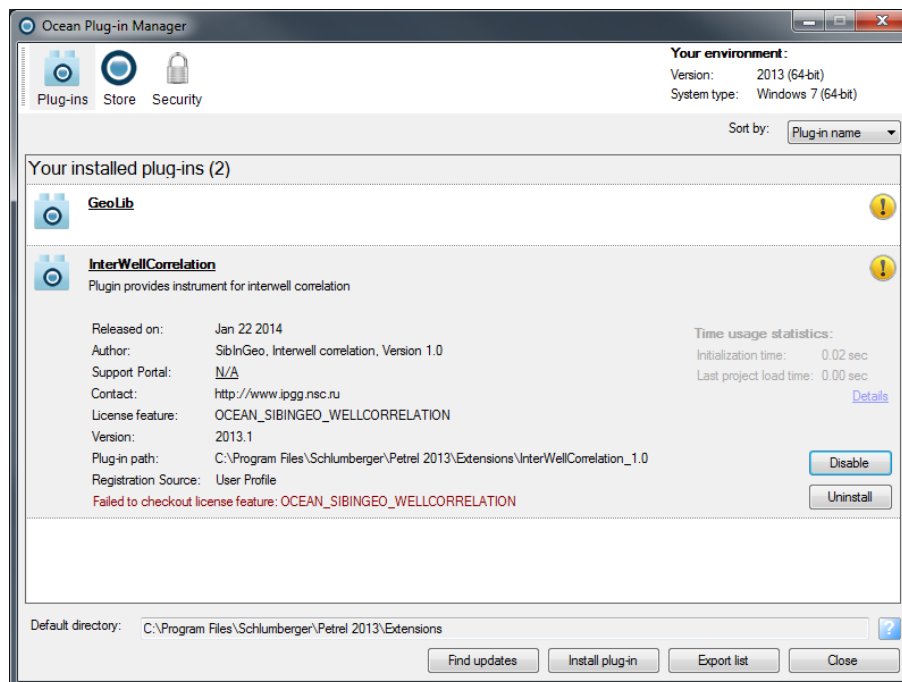 Ocean Plug-in Manager
Plug-ins Store Security
Your environment:
Version: 2013 (64-bit)
System type: Windows 7 (64-bit)
Sort by: Plug-in name
Your installed plug-ins (2)
GeoLib
InterWellCorrelation
Plugin provides instrument for interwell correlation
Released on: Jan 22 2014
Author: SibInGeo, Interwell correlation, Version 1.0
Support Portal: N/A
Contact: http://www.ipgg.nsc.ru
License feature: OCEAN_SIBINGEO_WELLCORRELATION
Version: 2013.1
Plug-in path: C:\Program Files\Schlumberger\Petrel 2013\Extensions\InterWellCorrelation_1.0
Registration Source: User Profile
Failed to checkout license feature: OCEAN_SIBINGEO_WELLCORRELATION
Time usage statistics:
Initialization time: 0.02 sec
Last project load time: 0.00 sec
Details
Disable
Uninstall
Default directory: C:\Program Files\Schlumberger\Petrel 2013\Extensions
Find updates Install plug-in Export list Close